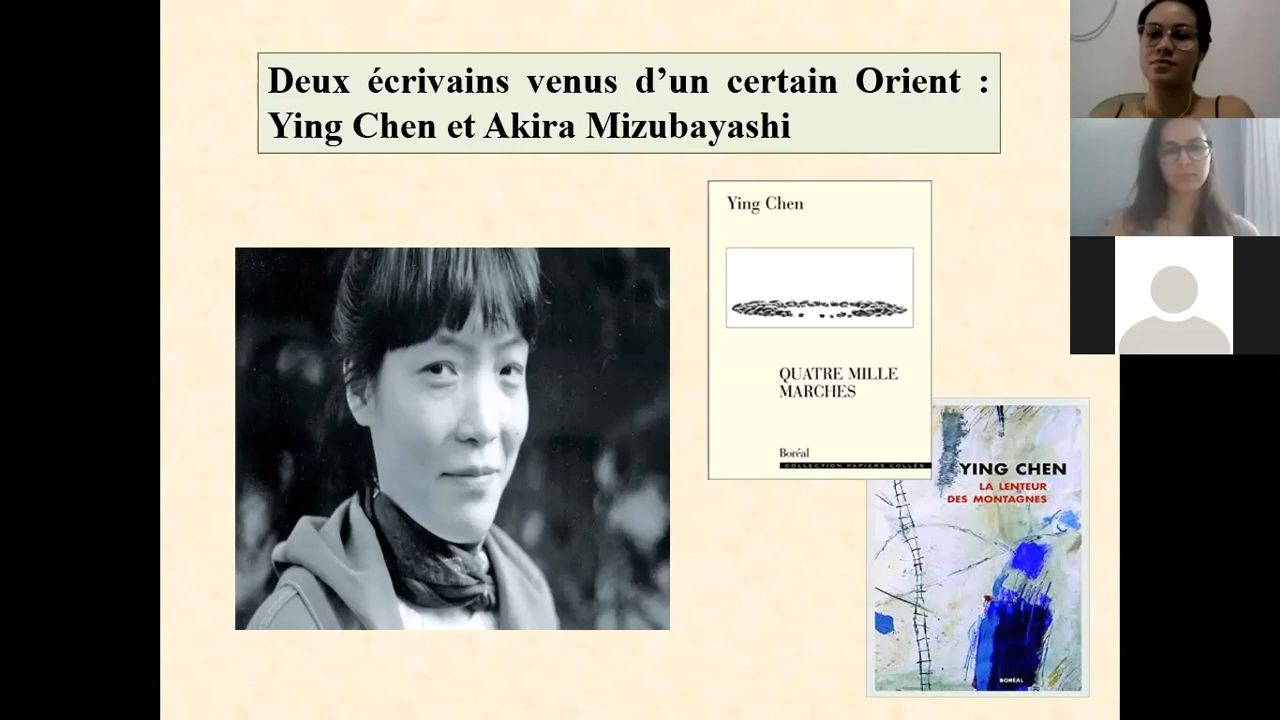 Deux écrivains venus d’un certain Orient :
Ying Chen et Akira Mizubayashi
Ying Chen
QUATRE MILLE
MARCHES
Boréal
COLLECTION PAPIERS COLLÉS
YING CHEN
LA LENTEUR
DES MONTAGNES
BORÉAL